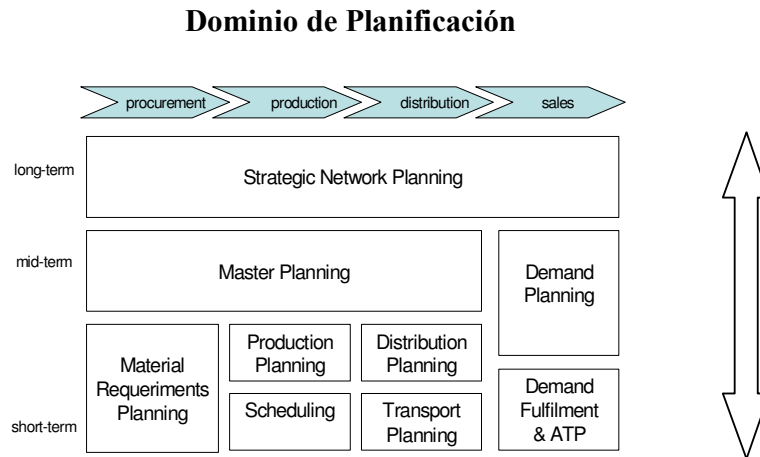 Dominio de Planificación
procurement
production
distribution
sales
long-term
Strategic Network Planning
mid-term
Master Planning
Demand
Planning
Material
Requeriments
Planning
Production
Planning
Distribution
Planning
short-term
Scheduling
Transport
Planning
Demand
Fulfilment
& ATP